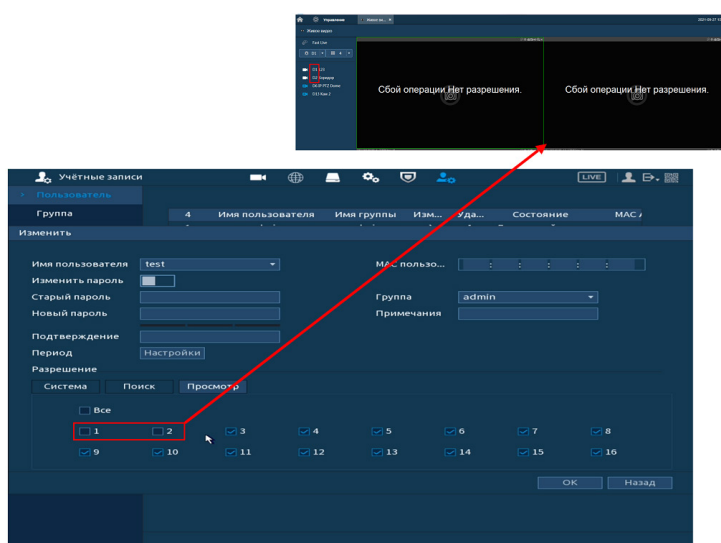 Управление
Живое видео
2021-09-27
Сбой операции.Нет разрешения.
Сбой операции.Нет разрешения.
Учётные записи
LIVE
Пользователь
Группа
4 Имя пользователя Имя группы Изм... Уда... Состояние MAC
Изменить
Имя пользователя test MAC пользо... : : : : :
Изменить пароль
Старый пароль Группа admin
Новый пароль Примечания
Подтверждение
Период Настройки
Разрешение
Система Поиск Просмотр
Все
1 2 3 4 5 6 7 8
9 10 11 12 13 14 15 16
OK Назад